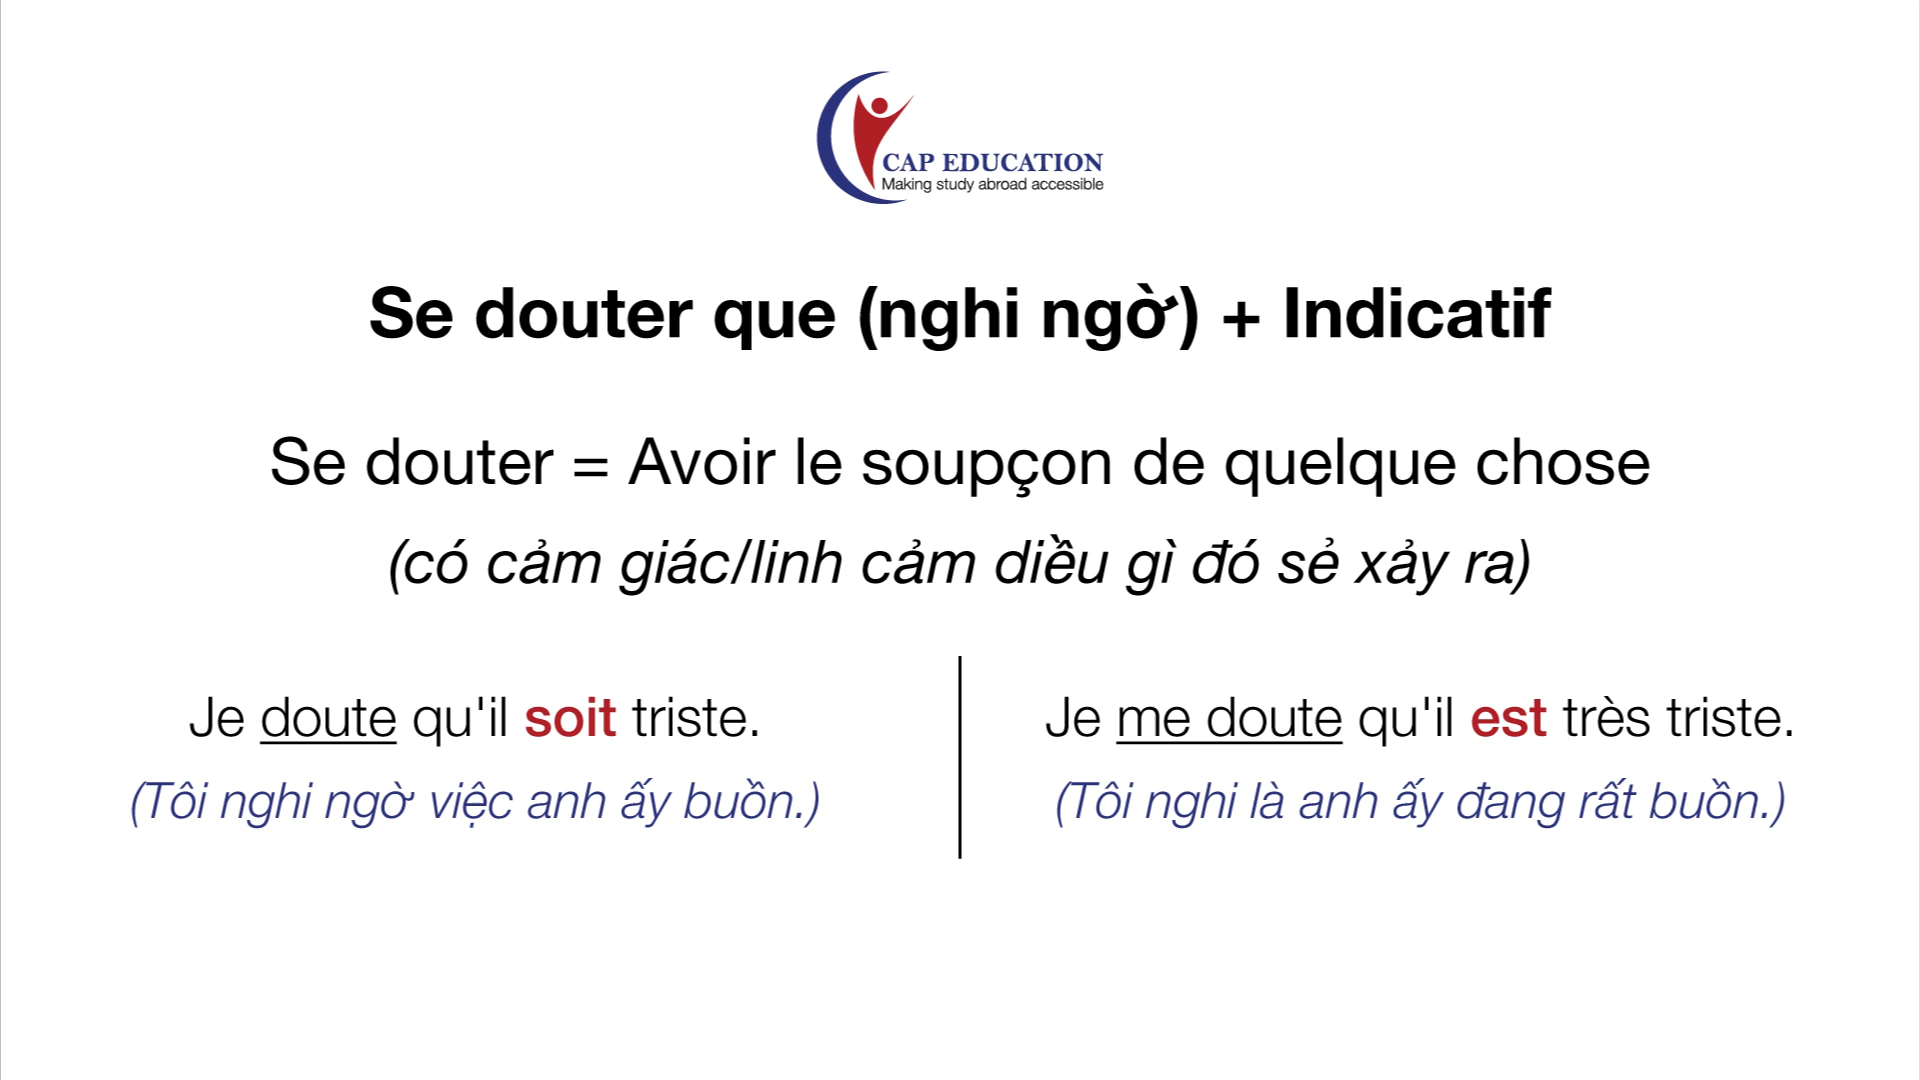 CAP EDUCATION
Making study abroad accessible
Se douter que (nghi ngờ) + Indicatif
Se douter = Avoir le soupçon de quelque chose
(có cảm giác/linh cảm diều gì đó sẻ xảy ra)
Je doute qu'il soit triste.
(Tôi nghi ngờ việc anh ấy buồn.)
Je me doute qu'il est très triste.
(Tôi nghi là anh ấy đang rất buồn.)